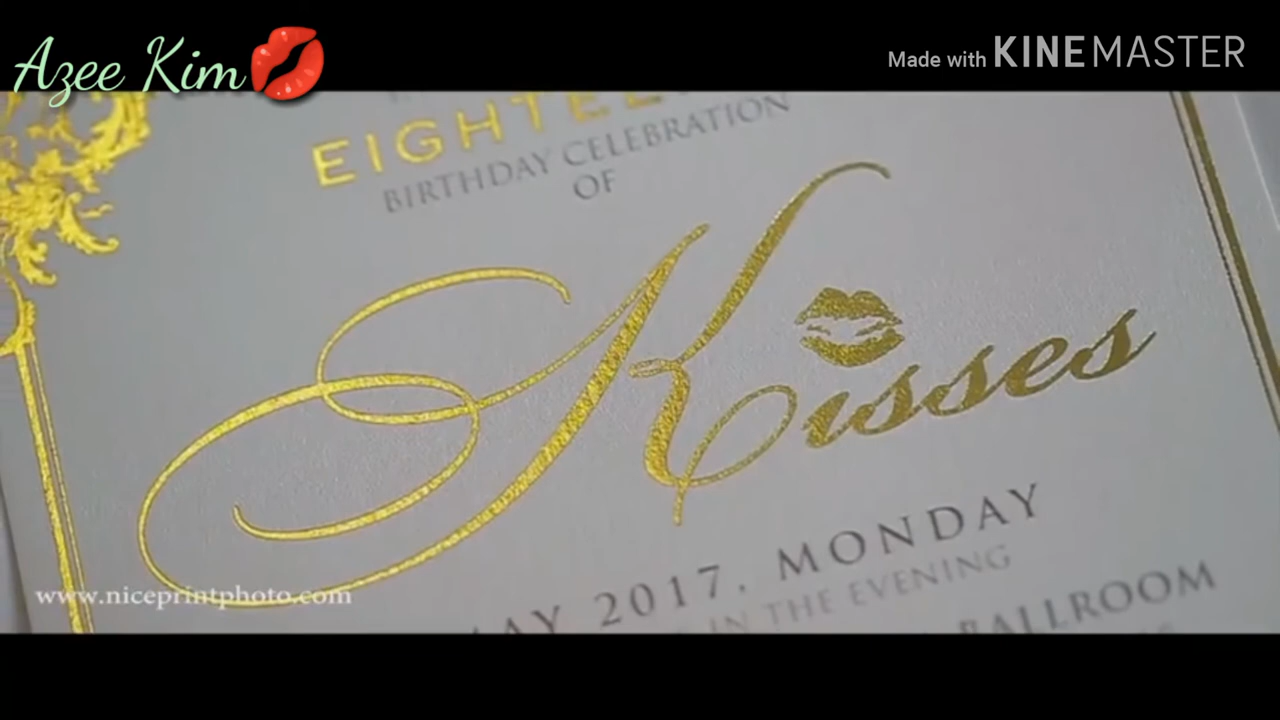 Azee Kim
Made with KINEMASTER
BIRTHDAY CELEBRATION
OF
Kisses
2017, MONDAY
IN THE EVENING
BALLROOM
www.niceprintphoto.com